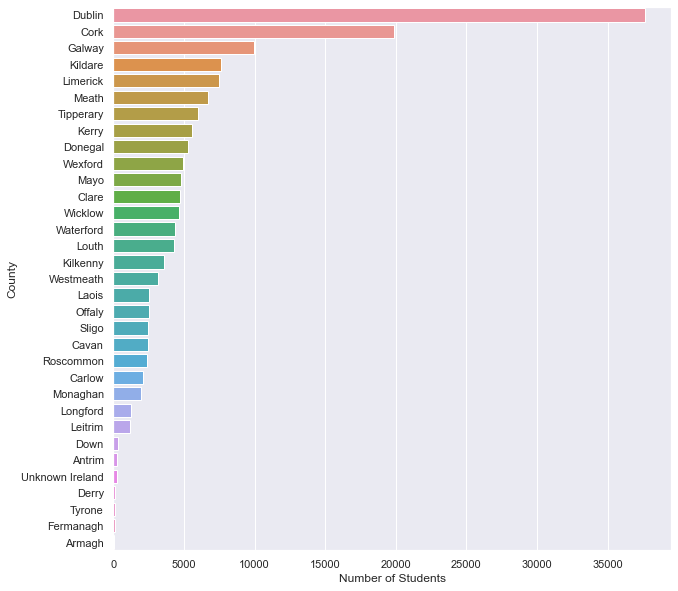 Dublin
Cork
Galway
Kildare
Limerick
Meath
Tipperary
Kerry
Donegal
Wexford
Mayo
Clare
Wicklow
Waterford
Louth
Kilkenny
Westmeath
Laois
Offaly
Sligo
Cavan
Roscommon
Carlow
Monaghan
Longford
Leitrim
Down
Antrim
Unknown Ireland
Derry
Tyrone
Fermanagh
Armagh
County
0 5000 10000 15000 20000 25000 30000 35000
Number of Students